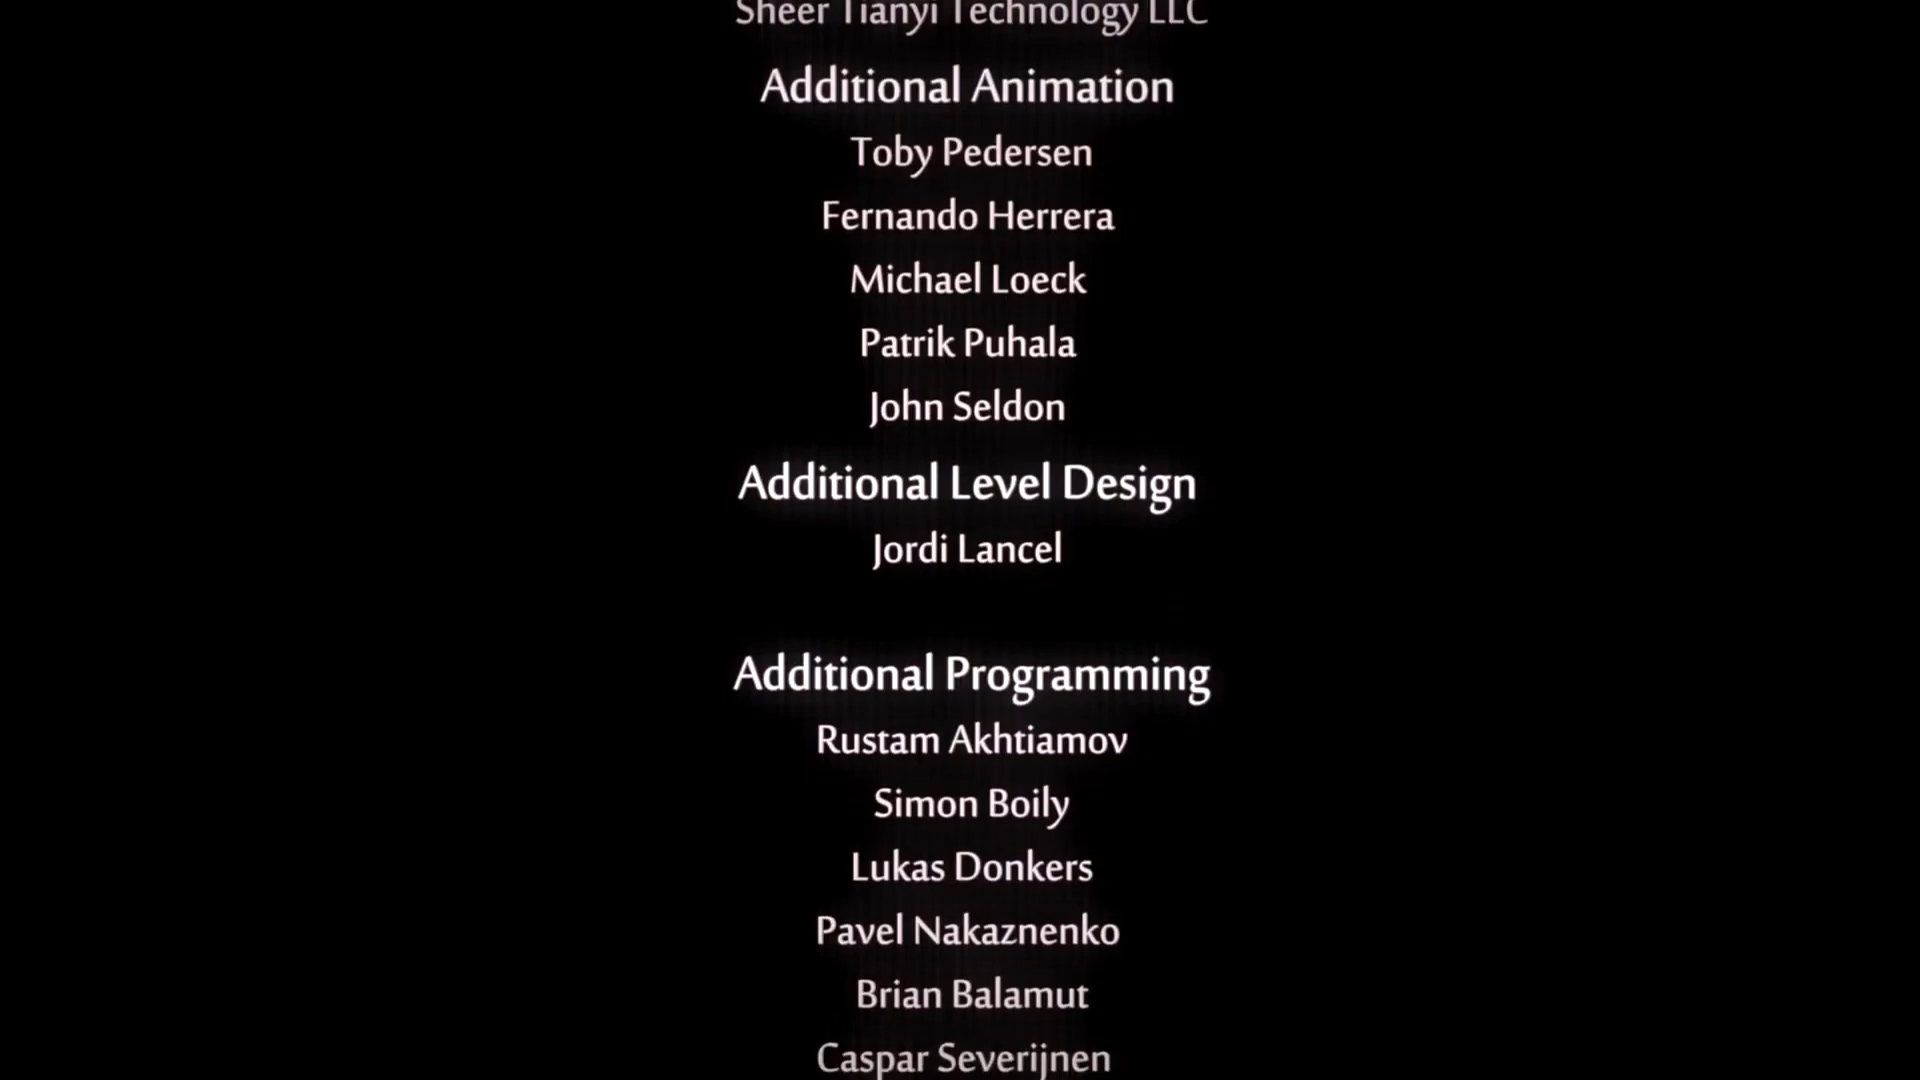 Sheer Tianyi Technology LLC
Additional Animation
Toby Pedersen
Fernando Herrera
Michael Loeck
Patrik Puhala
John Seldon
Additional Level Design
Jordi Lancel
Additional Programming
Rustam Akhtiamov
Simon Boily
Lukas Donkers
Pavel Nakaznenko
Brian Balamut
Caspar Severijnen